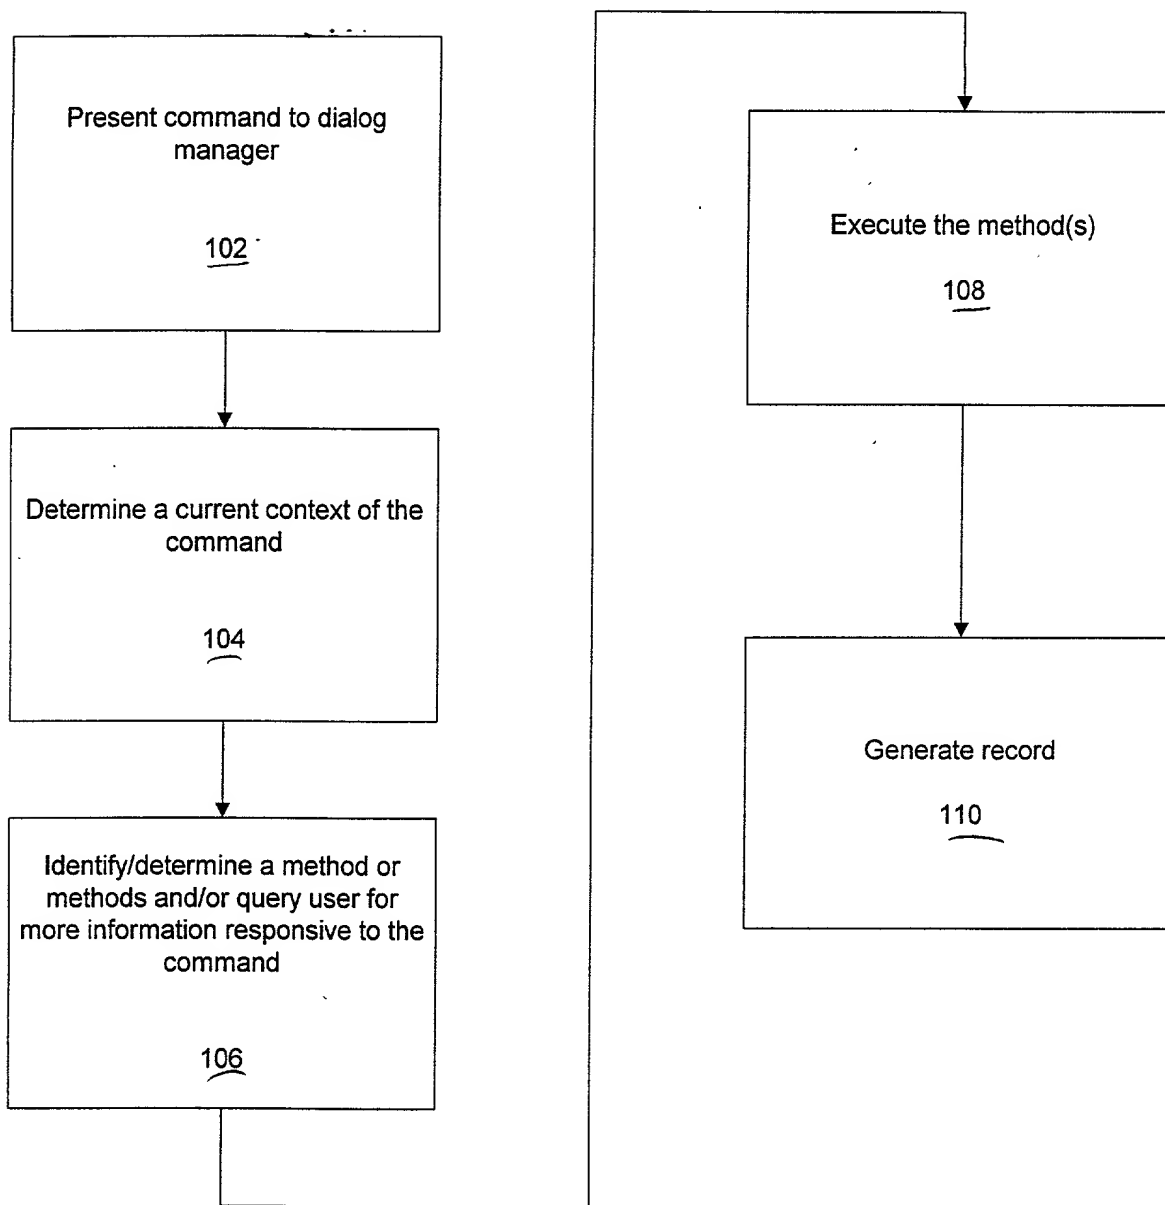 Present command to dialog
manager
102
Determine a current context of the
command
104
Identify/determine a method or
methods and/or query user for
more information responsive to the
command
106
Execute the method(s)
108
Generate record
110